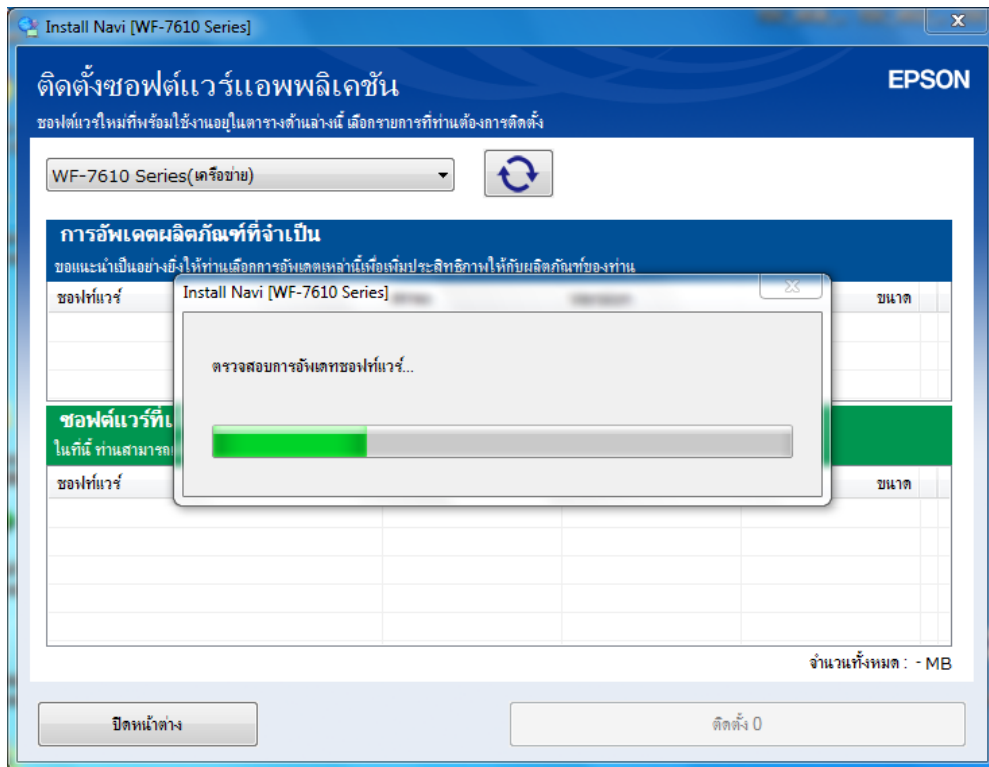 Install Navi [WF-7610 Series]
ติดตั้งซอฟต์แวร์แอพพลิเคชัน
EPSON
ซอฟต์แวร์ใหม่ที่พร้อมใช้งานอยู่ในตารางด้านล่างนี้ เลือกรายการที่ท่านต้องการติดตั้ง
WF-7610 Series(เครือข่าย)
การอัพเดตผลิตภัณฑ์ที่จำเป็น
ขอแนะนำเป็นอย่างยิ่งให้ท่านเลือกการอัพเดตเหล่านี้เพื่อเพิ่มประสิทธิภาพให้กับผลิตภัณฑ์ของท่าน
ซอฟท์แวร์
ขนาด
Install Navi [WF-7610 Series]
ตรวจสอบการอัพเดทซอฟท์แวร์...
ซอฟต์แวร์ที่เ
ในที่นี้ ท่านสามารถ
ซอฟท์แวร์
ขนาด
จำนวนทั้งหมด : - MB
ปิดหน้าต่าง
ติดตั้ง 0